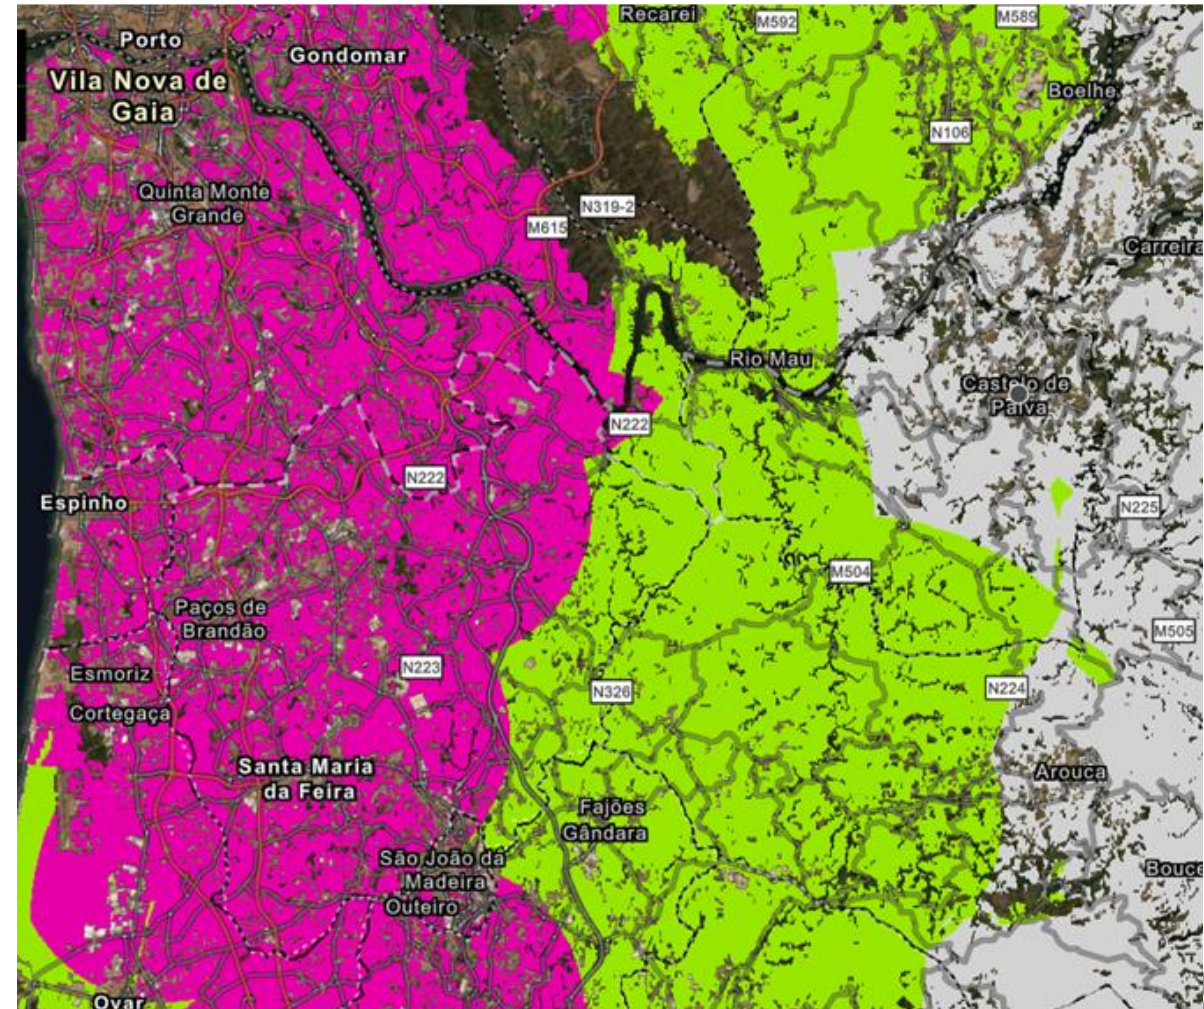 Recarei
M592
M589
Porto
Gondomar
Vila Nova de
Gaia
Boelhe
N106
Quinta Monte
Grande
N319-2
M615
Carreira
Rio Mau
Castelo de
Paiva
N222
N222
Espinho
N225
M504
Paços de
Brandão
M505
Esmoriz
N223
N326
N224
Cortegaça
Santa Maria
da Feira
Arouca
Fajões
Gândara
São João da
Madeira
Outeiro
Bouce
Ovar